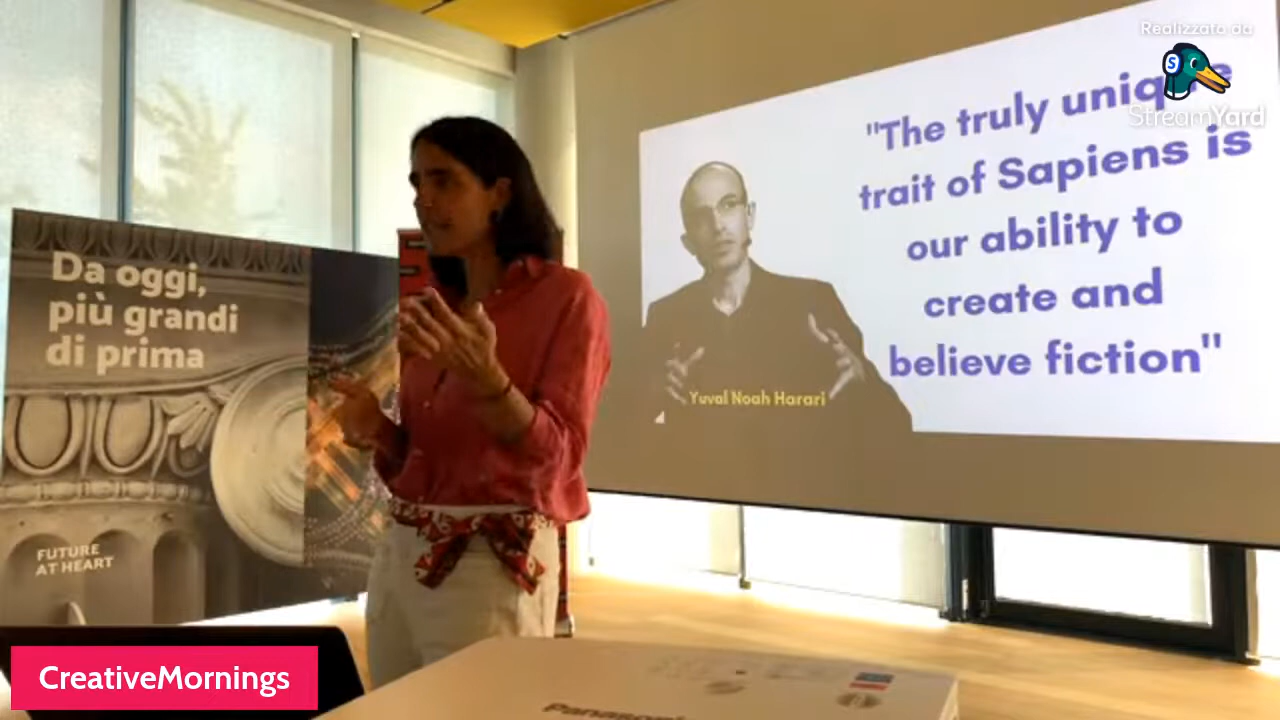 Realizzato da
S
StreamYard
"The truly unique
trait of Sapiens is
our ability to
create and
believe fiction"
Yuval Noah Harari
Da oggi,
più grandi
di prima
FUTURE
AT HEART
CreativeMornings
Panasonic